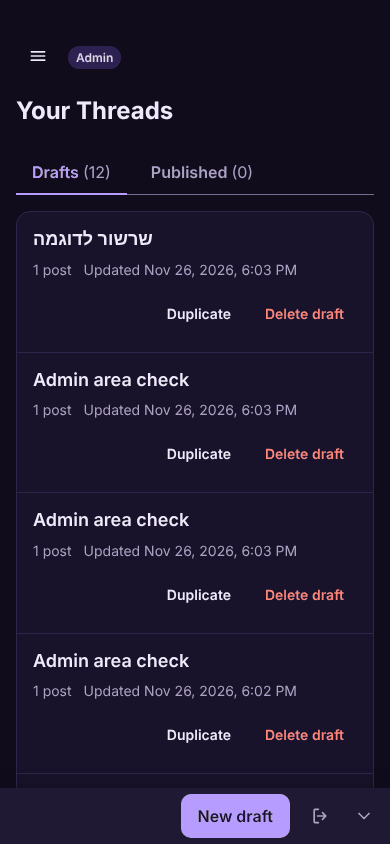 Admin
Your Threads
Drafts (12) Published (0)
שרשור לדוגמה
1 post Updated Nov 26, 2026, 6:03 PM
Duplicate Delete draft
Admin area check
1 post Updated Nov 26, 2026, 6:03 PM
Duplicate Delete draft
Admin area check
1 post Updated Nov 26, 2026, 6:03 PM
Duplicate Delete draft
Admin area check
1 post Updated Nov 26, 2026, 6:02 PM
Duplicate Delete draft
New draft